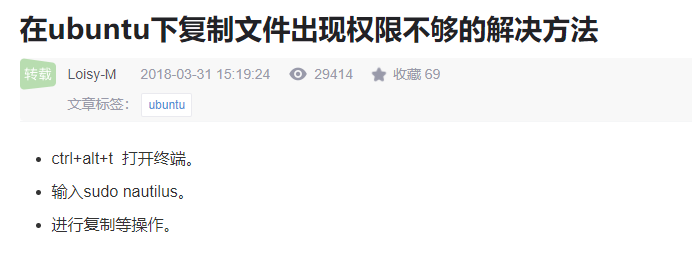 在ubuntu下复制文件出现权限不够的解决方法
转载 Loisy-M 2018-03-31 15:19:24 29414 收藏 69
文章标签： ubuntu
ctrl+alt+t 打开终端。
输入sudo nautilus。
进行复制等操作。